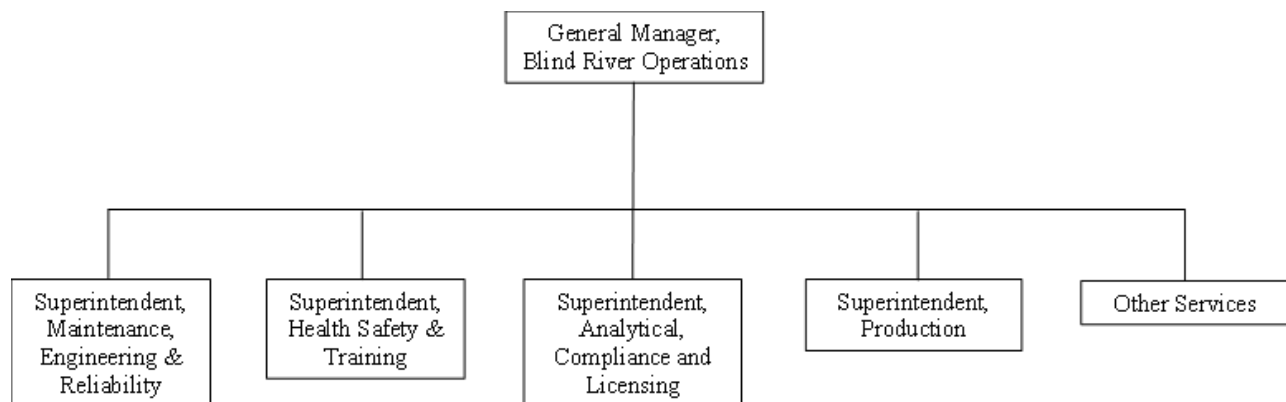 General Manager,
Blind River Operations
Superintendent,
Maintenance,
Engineering &
Reliability
Superintendent,
Health Safety &
Training
Superintendent,
Analytical,
Compliance and
Licensing
Superintendent,
Production
Other Services